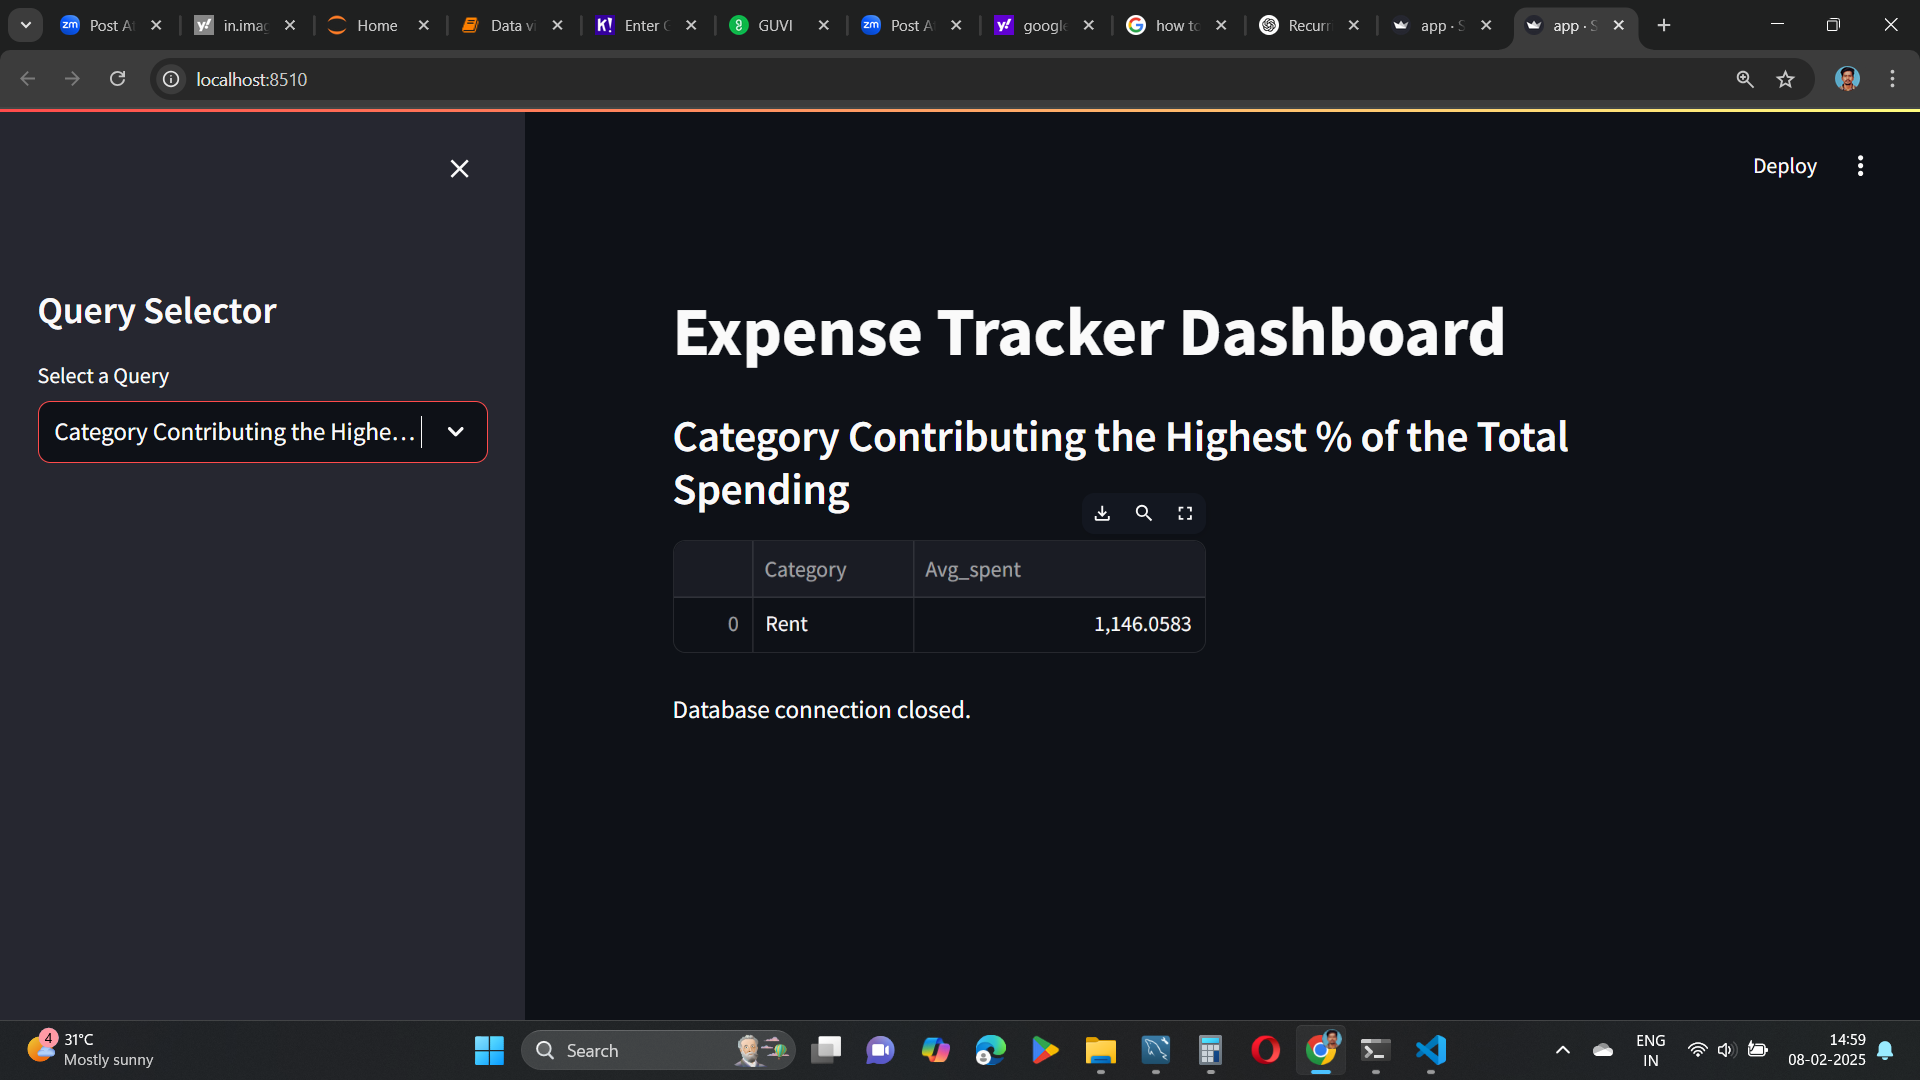 Post A
in.imag
Home
Data vi
Enter
GUVI
Post A
google
how to
Recurr
app · S
app · S
localhost:8510
Deploy
Query Selector
Select a Query
Category Contributing the Highe...
Expense Tracker Dashboard
Category Contributing the Highest % of the Total
Spending
Category Avg_spent
0 Rent 1,146.0583
Database connection closed.
4
31°C
Mostly sunny
Search
ENG
IN
14:59
08-02-2025